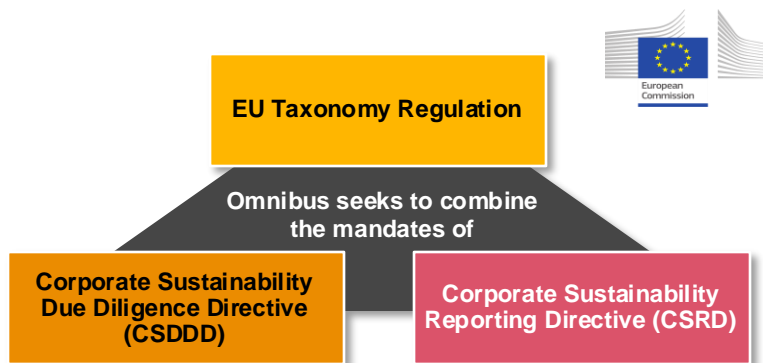 European
Commission
EU Taxonomy Regulation
Omnibus seeks to combine
the mandates of
Corporate Sustainability
Due Diligence Directive
(CSDDD)
Corporate Sustainability
Reporting Directive (CSRD)